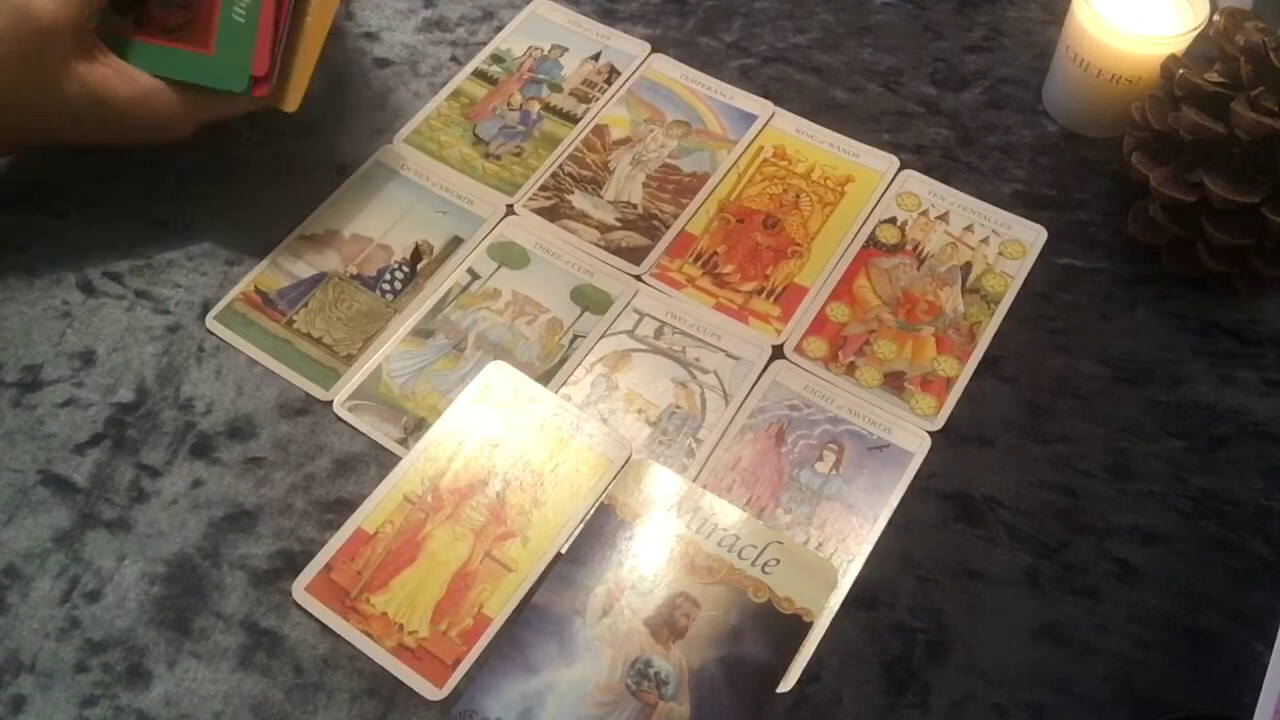 TEN of CUPS
TEMPERANCE
KING of WANDS
TEN of PENTACLES
QUEEN of SWORDS
THREE of CUPS
TWO of CUPS
EIGHT of SWORDS
Miracle
CHEERS!